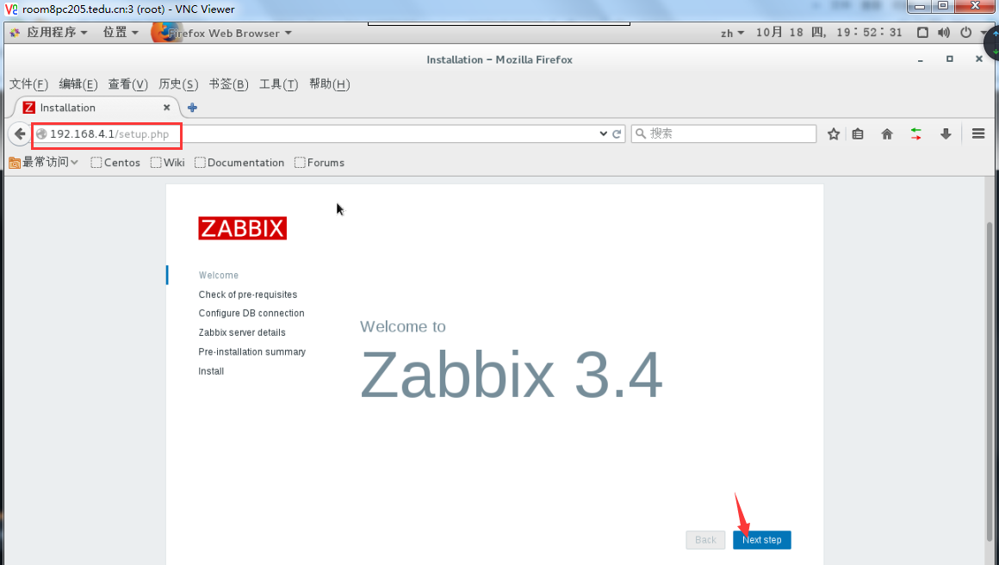 room8pc205.tedu.cn:3 (root) - VNC Viewer
应用程序 位置 Firefox Web Browser zh 10月 18 四, 19:52:31
Installation - Mozilla Firefox
文件(F) 编辑(E) 查看(V) 历史(S) 书签(B) 工具(T) 帮助(H)
Installation
192.168.4.1/setup.php 搜索
最常访问 Centos Wiki Documentation Forums
ZABBIX
Welcome
Check of pre-requisites
Configure DB connection
Zabbix server details
Pre-installation summary
Install
Welcome to
Zabbix 3.4
Back Next step